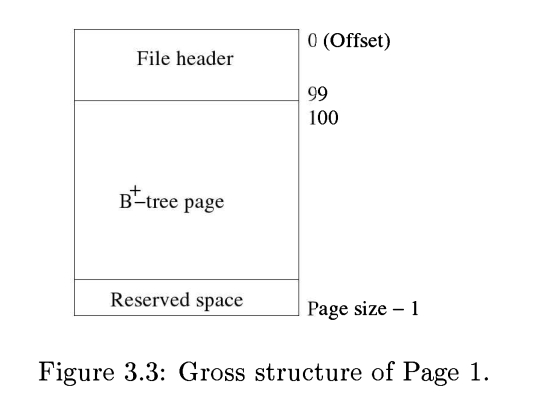 File header
0 (Offset)
99
100
B+-tree page
Reserved space
Page size – 1
Figure 3.3: Gross structure of Page 1.